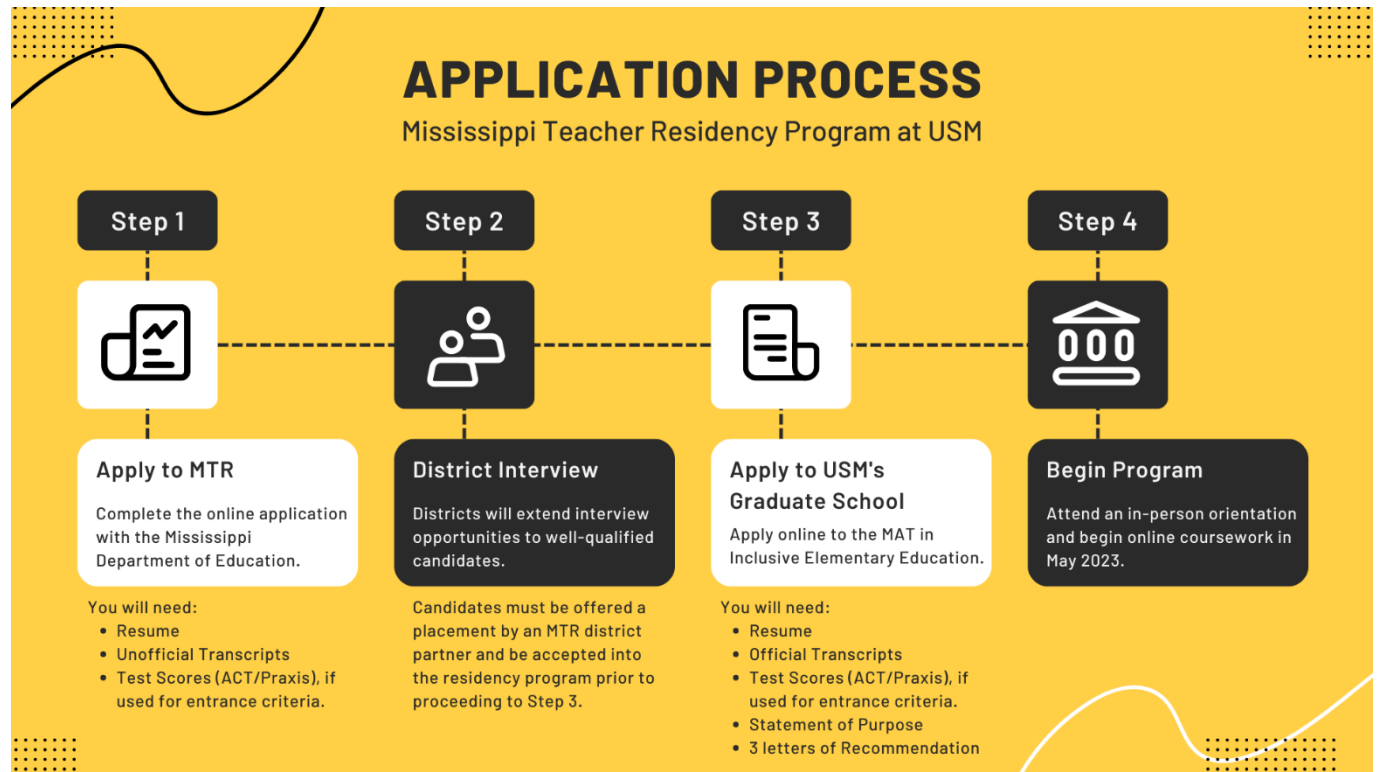 APPLICATION PROCESS
Mississippi Teacher Residency Program at USM
Step 1
Apply to MTR
Complete the online application
with the Mississippi
Department of Education.
You will need:
• Resume
• Unofficial Transcripts
• Test Scores (ACT/Praxis), if
used for entrance criteria.
Step 2
District Interview
Districts will extend interview
opportunities to well-qualified
candidates.
Candidates must be offered a
placement by an MTR district
partner and be accepted into
the residency program prior to
proceeding to Step 3.
Step 3
Apply to USM's
Graduate School
Apply online to the MAT in
Inclusive Elementary Education.
You will need:
• Resume
• Official Transcripts
• Test Scores (ACT/Praxis), if
used for entrance criteria.
• Statement of Purpose
• 3 letters of Recommendation
Step 4
Begin Program
Attend an in-person orientation
and begin online coursework in
May 2023.